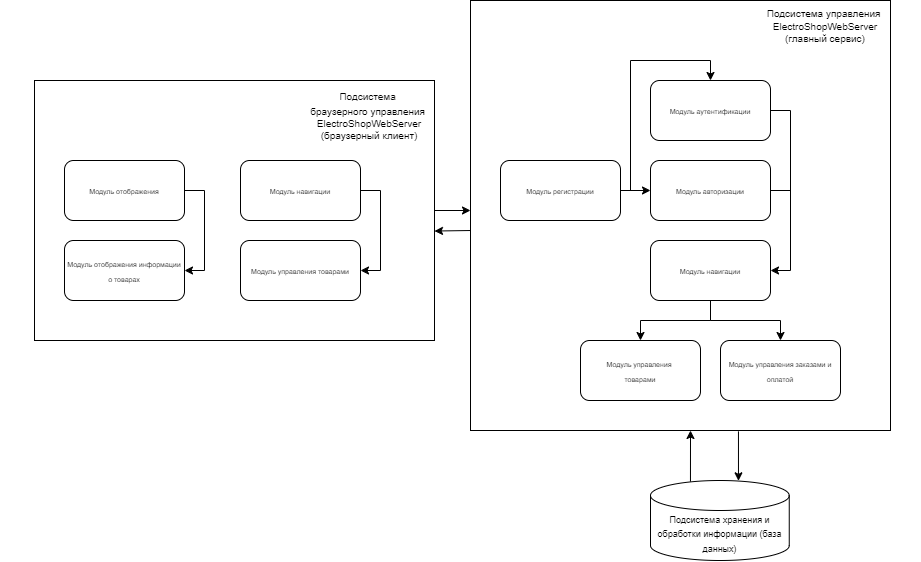 Подсистема
браузерного управления
ElectroShopWebServer
(браузерный клиент)
Модуль отображения
Модуль навигации
Модуль отображения информации
о товарах
Модуль управления товарами
Подсистема управления
ElectroShopWebServer
(главный сервис)
Модуль аутентификации
Модуль регистрации
Модуль авторизации
Модуль навигации
Модуль управления
товарами
Модуль управления заказами и
оплатой
Подсистема хранения и
обработки информации (база
данных)